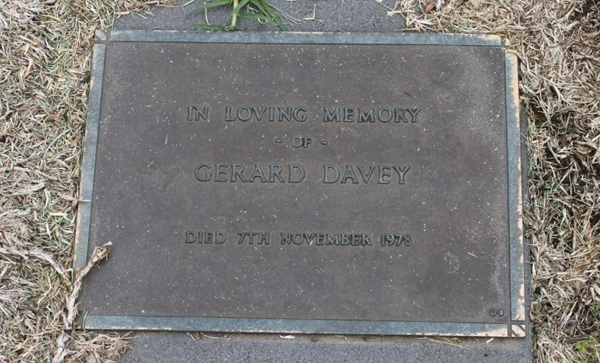 IN LOVING MEMORY
- OF -
GERARD DAVEY
DIED 7TH NOVEMBER 1978